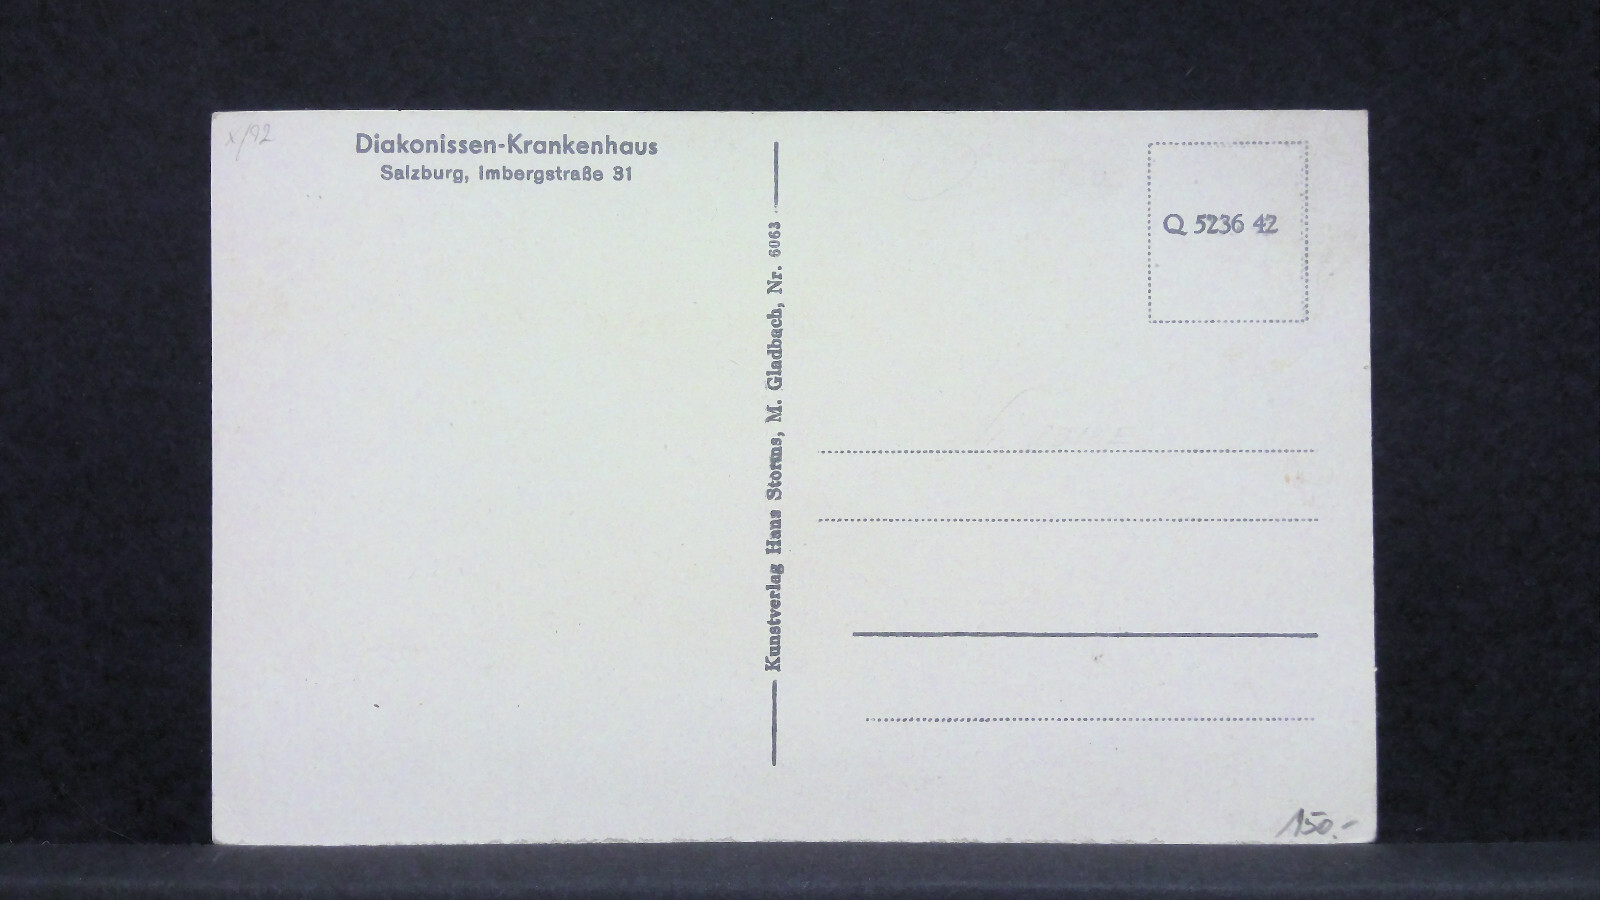 x/92
Diakonissen-Krankenhaus
Salzburg, Imbergstraße 31
Kunstverlag Hans Storms, M. Gladbach, Nr. 6063
Q 5236 42
150.-